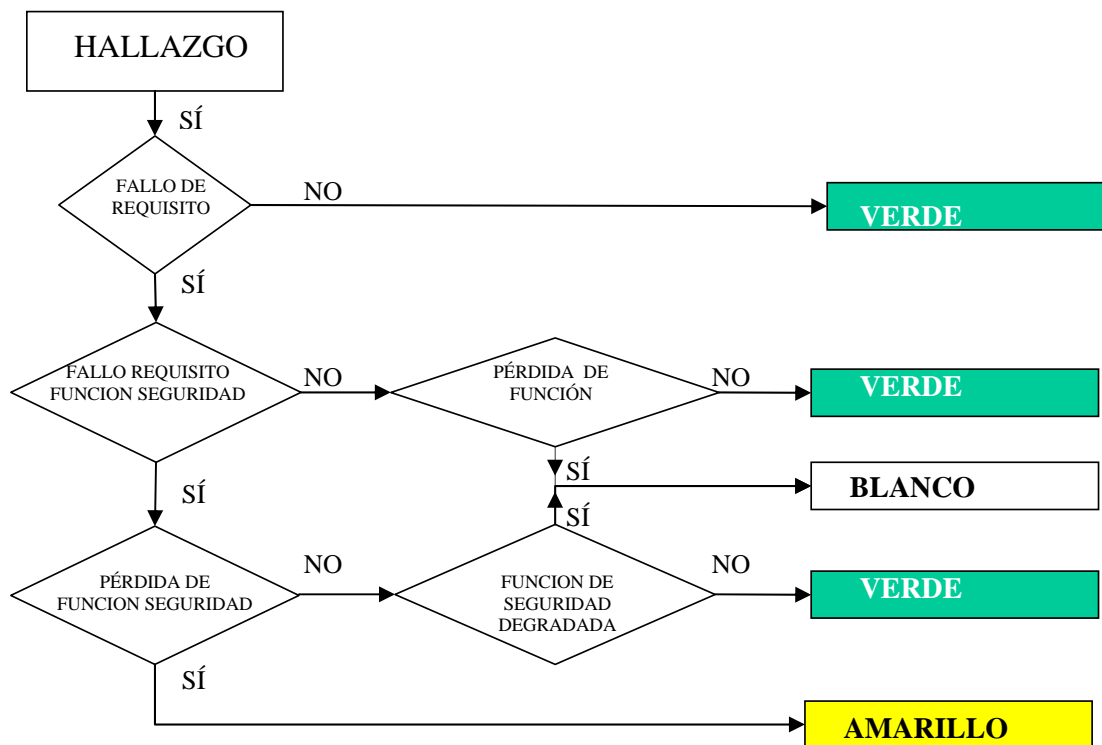 HALLAZGO
SÍ
FALLO DE
REQUISITO
NO
VERDE
SÍ
FALLO REQUISITO
FUNCION SEGURIDAD
NO
PÉRDIDA DE
FUNCIÓN
NO
VERDE
SÍ
BLANCO
SÍ
SÍ
PÉRDIDA DE
FUNCION SEGURIDAD
NO
FUNCION DE
SEGURIDAD
DEGRADADA
NO
VERDE
SÍ
AMARILLO